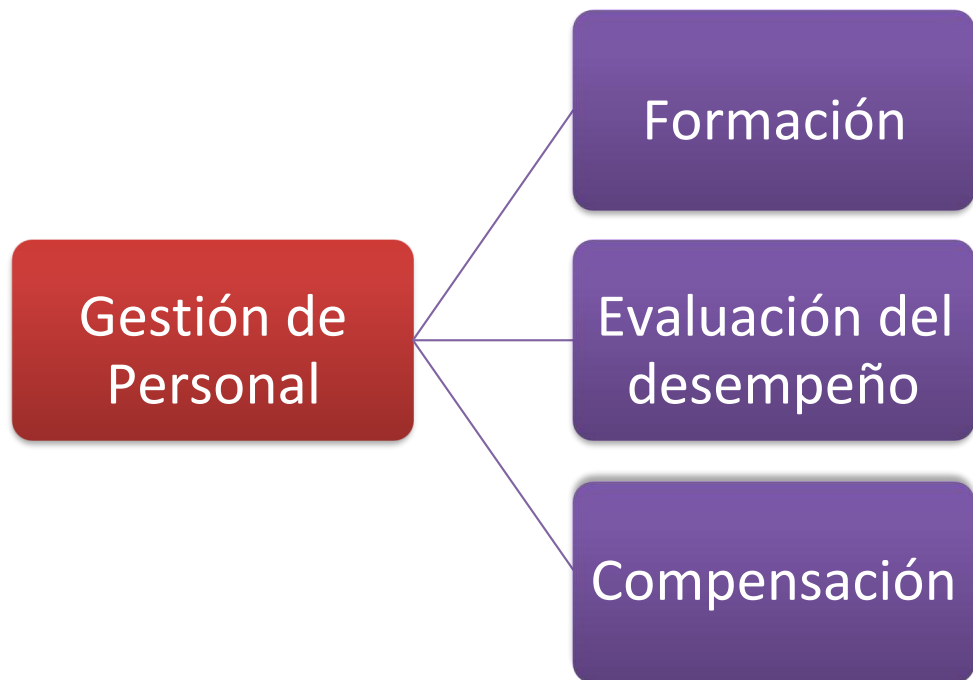 Formación
Gestión de
Personal
Evaluación del
desempeño
Compensación